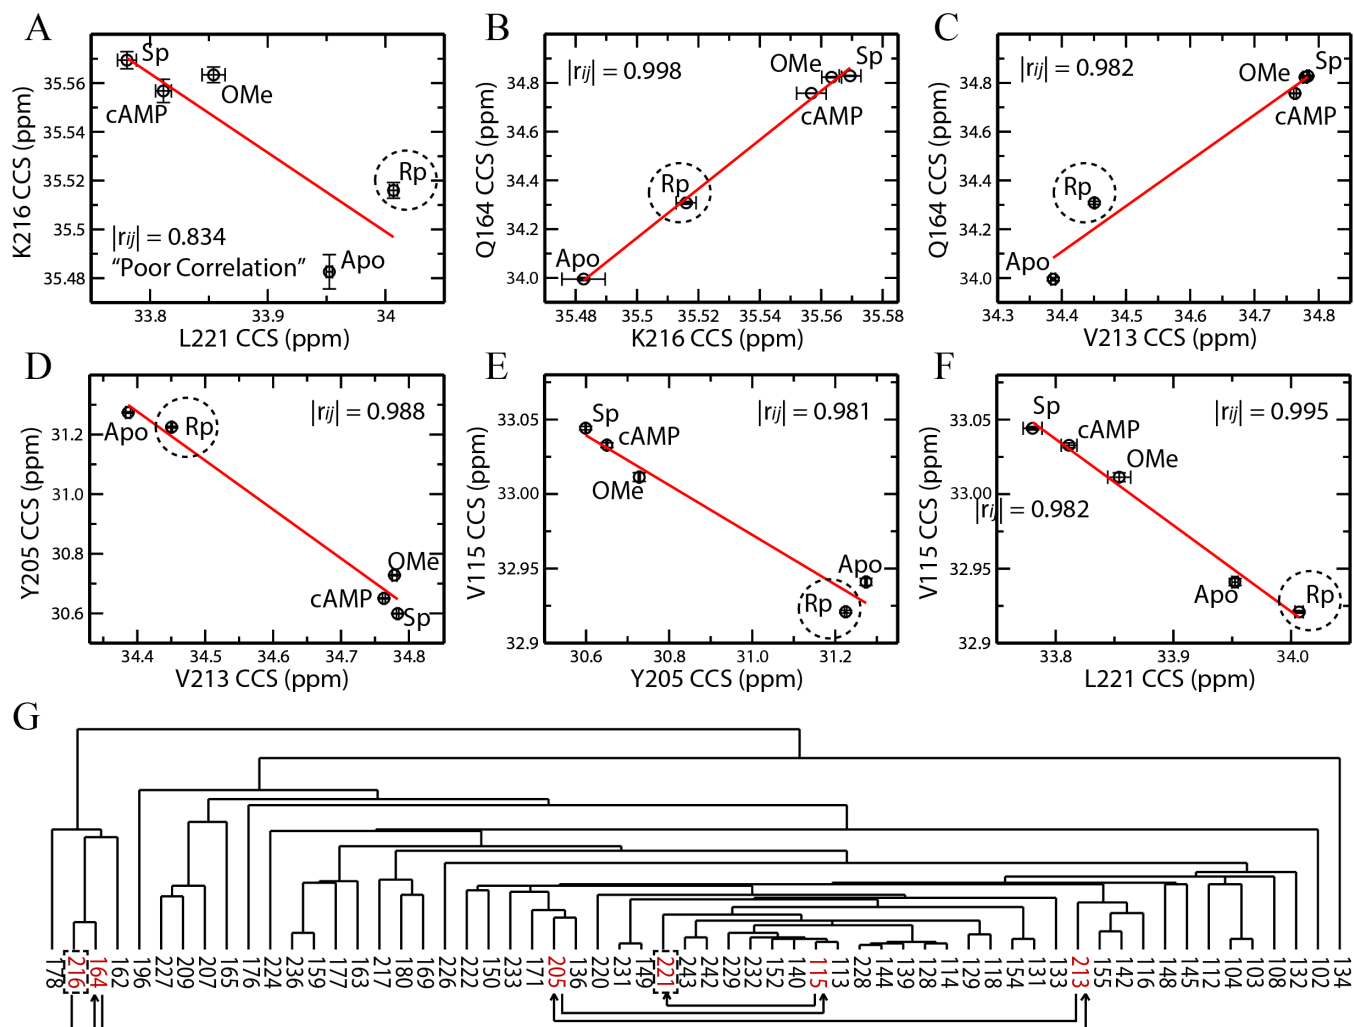 A
K216 CCS (ppm)
35.56
35.54
35.52
35.5
35.48
Sp
OMe
cAMP
Rp
|rij| = 0.834
“Poor Correlation”
Apo
33.8
33.9
34
L221 CCS (ppm)
B
Q164 CCS (ppm)
34.8
34.6
34.4
34.2
34.0
|rij| = 0.998
OMe
Sp
cAMP
Rp
Apo
35.48
35.5
35.52
35.54
35.56
35.58
K216 CCS (ppm)
C
Q164 CCS (ppm)
34.8
34.6
34.4
34.2
34.0
|rij| = 0.982
OMe
Sp
cAMP
Rp
Apo
34.3
34.4
34.5
34.6
34.7
34.8
V213 CCS (ppm)
D
Y205 CCS (ppm)
31.2
31.0
30.8
30.6
|rij| = 0.988
Apo
Rp
OMe
cAMP
Sp
34.4
34.5
34.6
34.7
34.8
V213 CCS (ppm)
E
V115 CCS (ppm)
33.05
33.00
32.95
32.9
|rij| = 0.981
Sp
cAMP
OMe
Apo
Rp
30.6
30.8
31.0
31.2
Y205 CCS (ppm)
F
V115 CCS (ppm)
33.05
33.00
32.95
32.9
|rij| = 0.995
Sp
cAMP
OMe
|rij| = 0.982
Apo
Rp
33.8
33.9
34.0
L221 CCS (ppm)
G
178
216
164
162
196
227
209
207
165
176
224
236
159
177
163
217
180
169
226
222
150
233
171
205
136
220
231
149
221
243
242
229
232
152
140
115
113
228
144
139
128
114
129
118
154
131
133
213
155
142
116
148
145
112
104
103
108
132
102
134